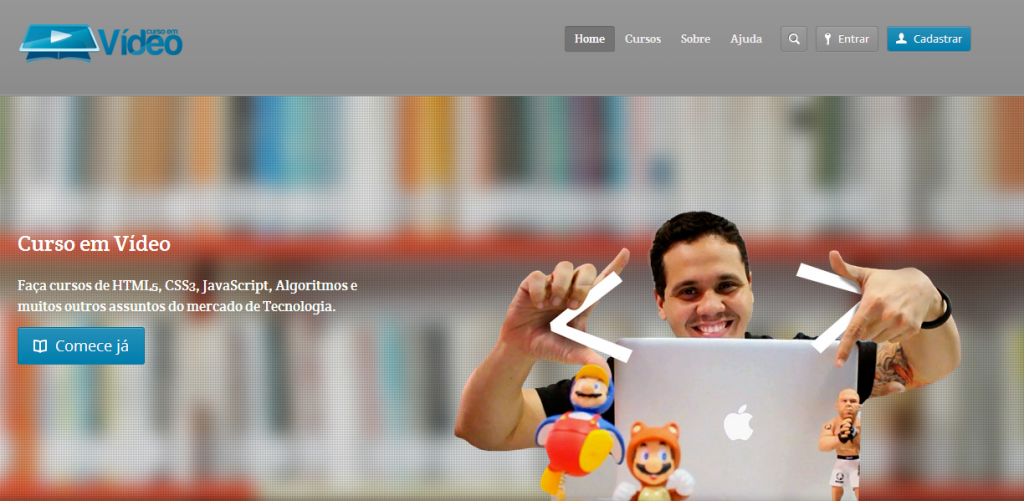 curso em
Vídeo
Home Cursos Sobre Ajuda Entrar Cadastrar
Curso em Vídeo
Faça cursos de HTML5, CSS3, JavaScript, Algoritmos e
muitos outros assuntos do mercado de Tecnologia.
Comece já